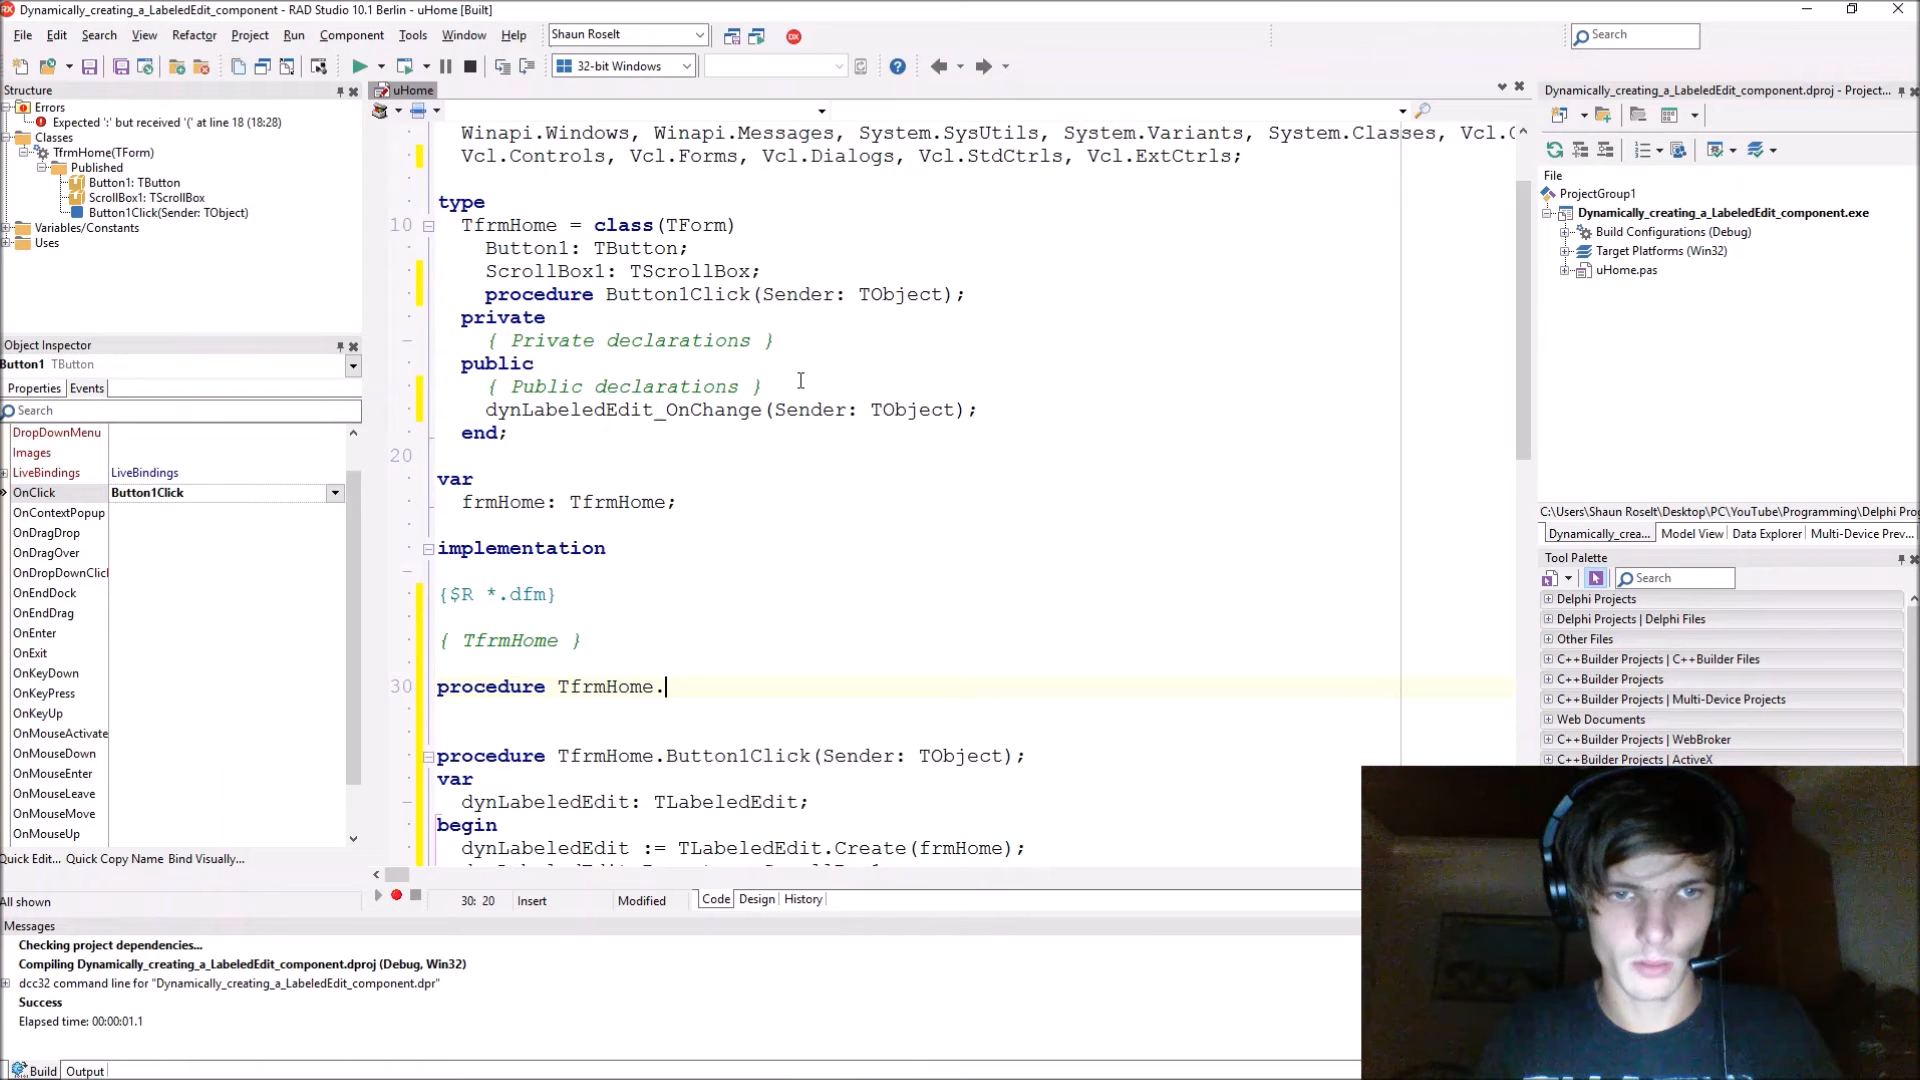 Dynamically_creating_a_LabeledEdit_component - RAD Studio 10.1 Berlin - uHome [Built]
File Edit Search View Refactor Project Run Component Tools Window Help
Shaun Roselt
Search
32-bit Windows
Structure
Errors
Expected ':' but received '(' at line 18 (18:28)
Classes
TfrmHome(TForm)
Published
Button1: TButton
ScrollBox1: TScrollBox
Button1Click(Sender: TObject)
Variables/Constants
Uses
Object Inspector
Button1 TButton
Properties Events
Search
DropDownMenu
Images
LiveBindings LiveBindings
OnClick Button1Click
OnContextPopup
OnDragDrop
OnDragOver
OnDropDownClic
OnEndDock
OnEndDrag
OnEnter
OnExit
OnKeyDown
OnKeyPress
OnKeyUp
OnMouseActivate
OnMouseDown
OnMouseEnter
OnMouseLeave
OnMouseMove
OnMouseUp
Quick Edit... Quick Copy Name Bind Visually...
All shown
uHome
Winapi.Windows, Winapi.Messages, System.SysUtils, System.Variants, System.Classes, Vcl.
Vcl.Controls, Vcl.Forms, Vcl.Dialogs, Vcl.StdCtrls, Vcl.ExtCtrls;
type
10 TfrmHome = class(TForm)
Button1: TButton;
ScrollBox1: TScrollBox;
procedure Button1Click(Sender: TObject);
private
{ Private declarations }
public
{ Public declarations }
dynLabeledEdit_OnChange(Sender: TObject);
end;
20
var
frmHome: TfrmHome;
implementation
{$R *.dfm}
{ TfrmHome }
30 procedure TfrmHome.
procedure TfrmHome.Button1Click(Sender: TObject);
var
dynLabeledEdit: TLabeledEdit;
begin
dynLabeledEdit := TLabeledEdit.Create(frmHome);
30: 20 Insert Modified Code Design History
Messages
Checking project dependencies...
Compiling Dynamically_creating_a_LabeledEdit_component.dproj (Debug, Win32)
dcc32 command line for "Dynamically_creating_a_LabeledEdit_component.dpr"
Success
Elapsed time: 00:00:01.1
Build Output
Dynamically_creating_a_LabeledEdit_component.dproj - Project...
File
ProjectGroup1
Dynamically_creating_a_LabeledEdit_component.exe
Build Configurations (Debug)
Target Platforms (Win32)
uHome.pas
C:\Users\Shaun Roselt\Desktop\PC\YouTube\Programming\Delphi Pro
Dynamically_crea... Model View Data Explorer Multi-Device Prev...
Tool Palette
Search
Delphi Projects
Delphi Projects | Delphi Files
Other Files
C++Builder Projects | C++Builder Files
C++Builder Projects
C++Builder Projects | Multi-Device Projects
Web Documents
C++Builder Projects | WebBroker
C++Builder Projects | ActiveX